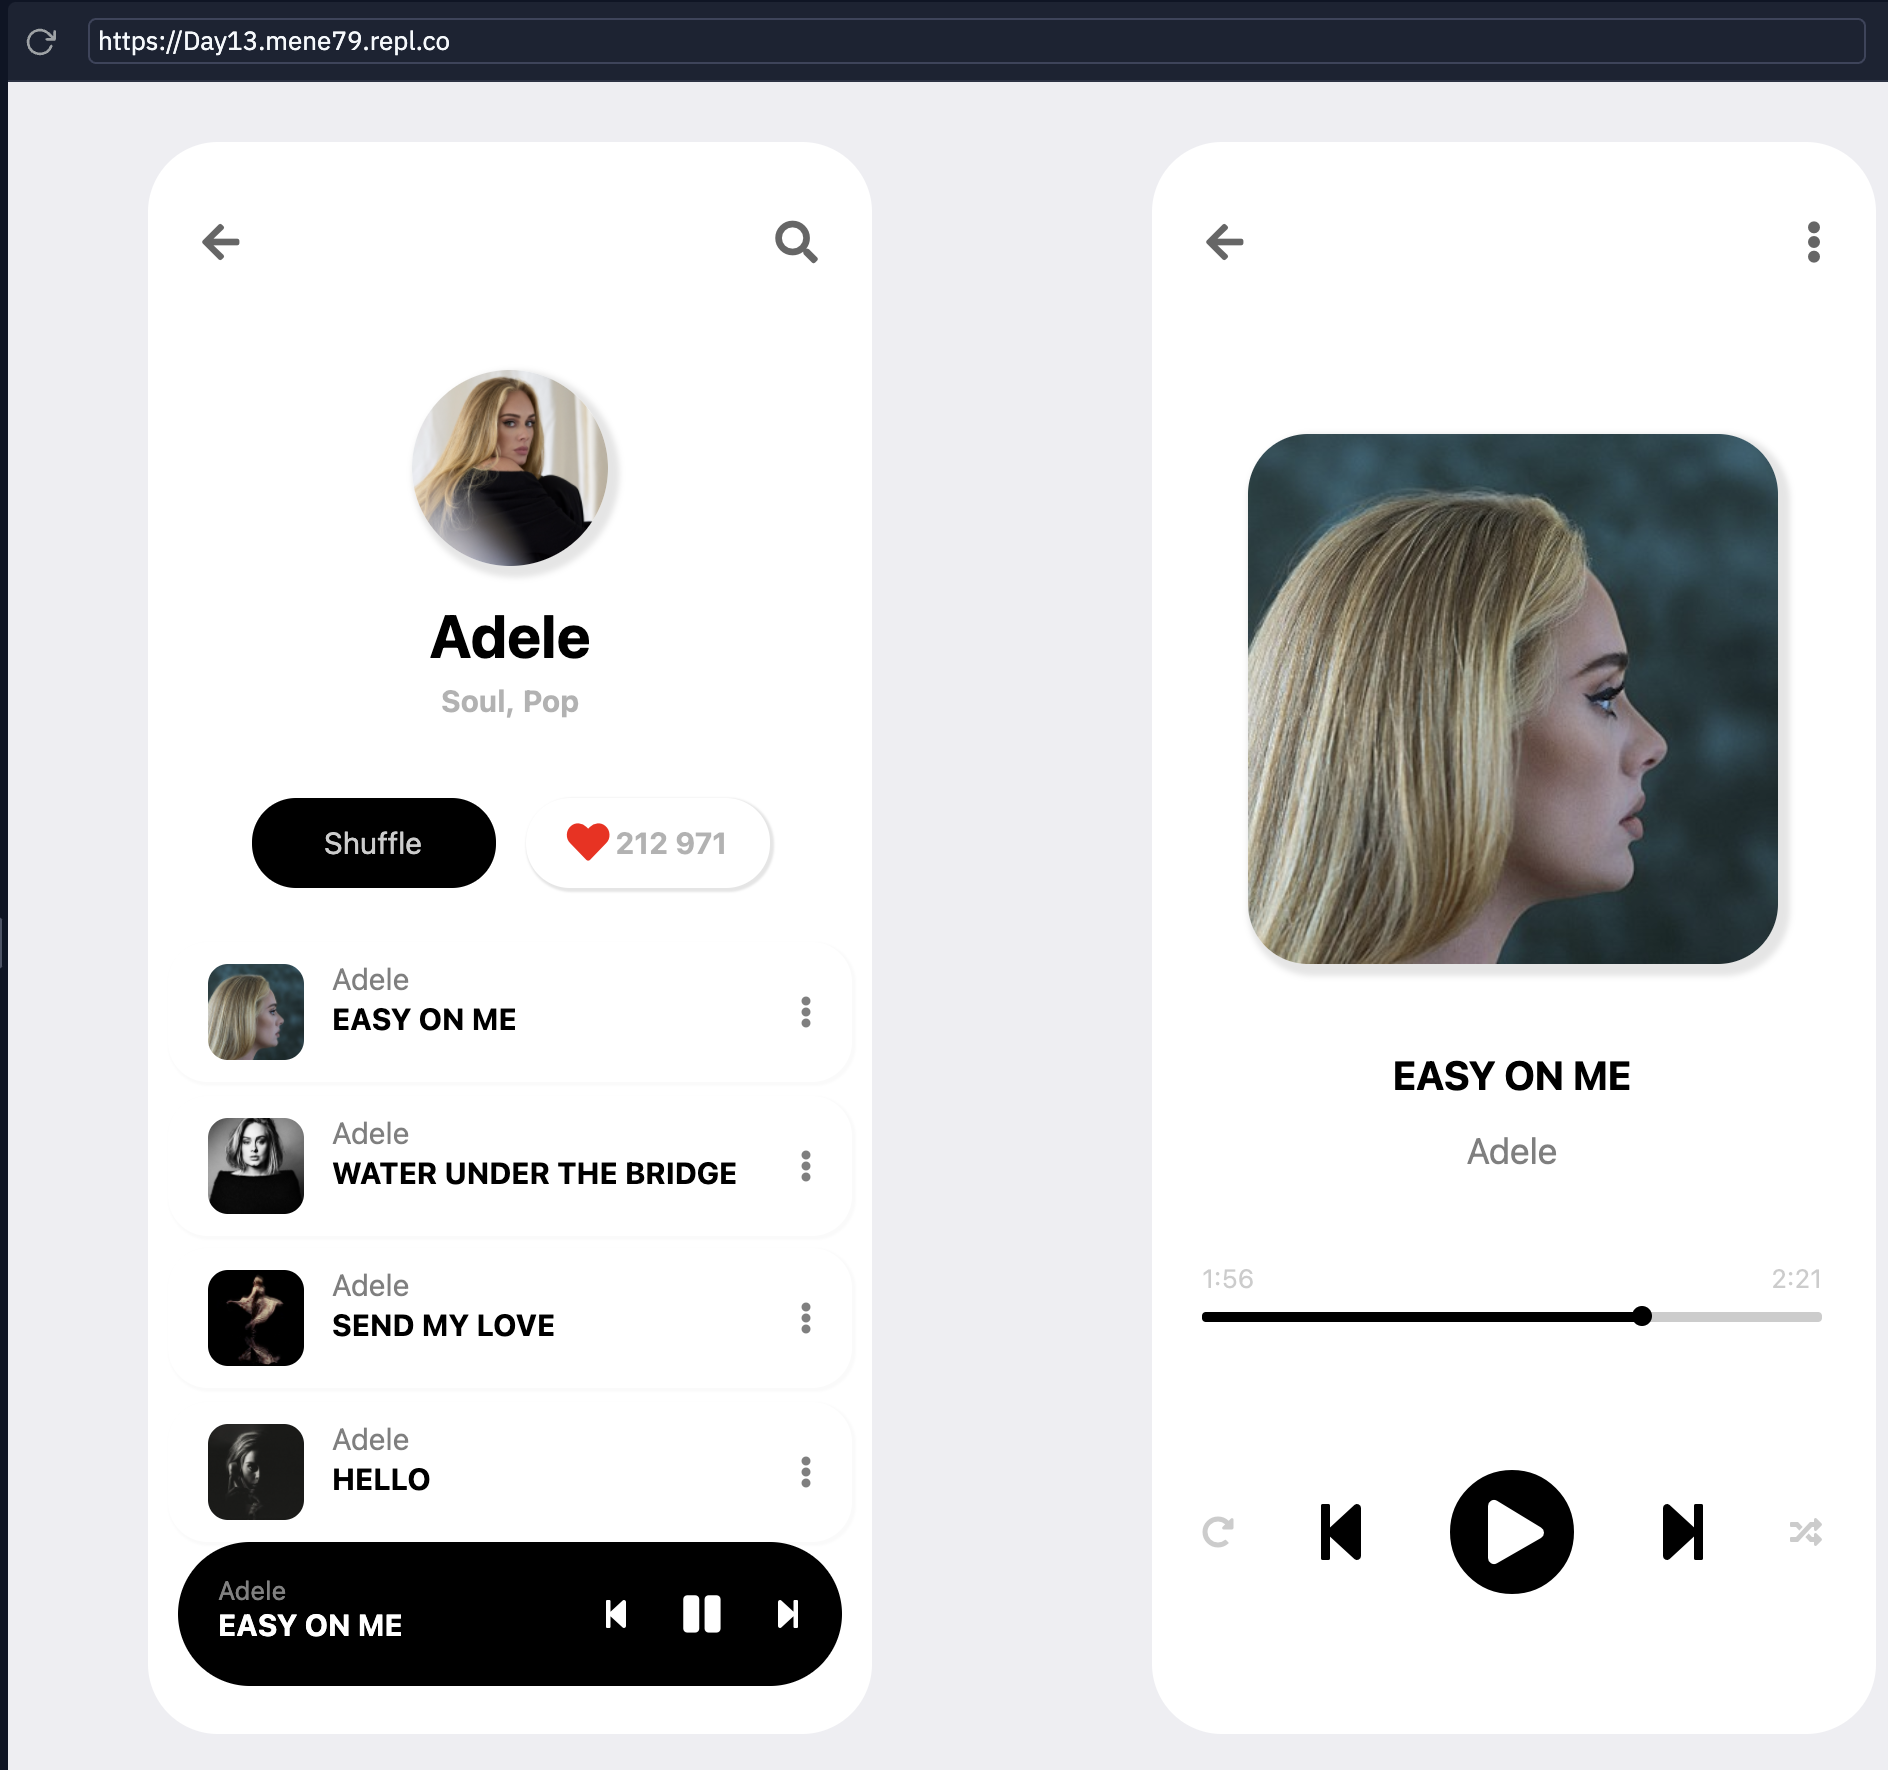 https://Day13.mene79.repl.co
Adele
Soul, Pop
Shuffle
212 971
Adele
EASY ON ME
Adele
WATER UNDER THE BRIDGE
Adele
SEND MY LOVE
Adele
HELLO
Adele
EASY ON ME
EASY ON ME
Adele
1:56 2:21